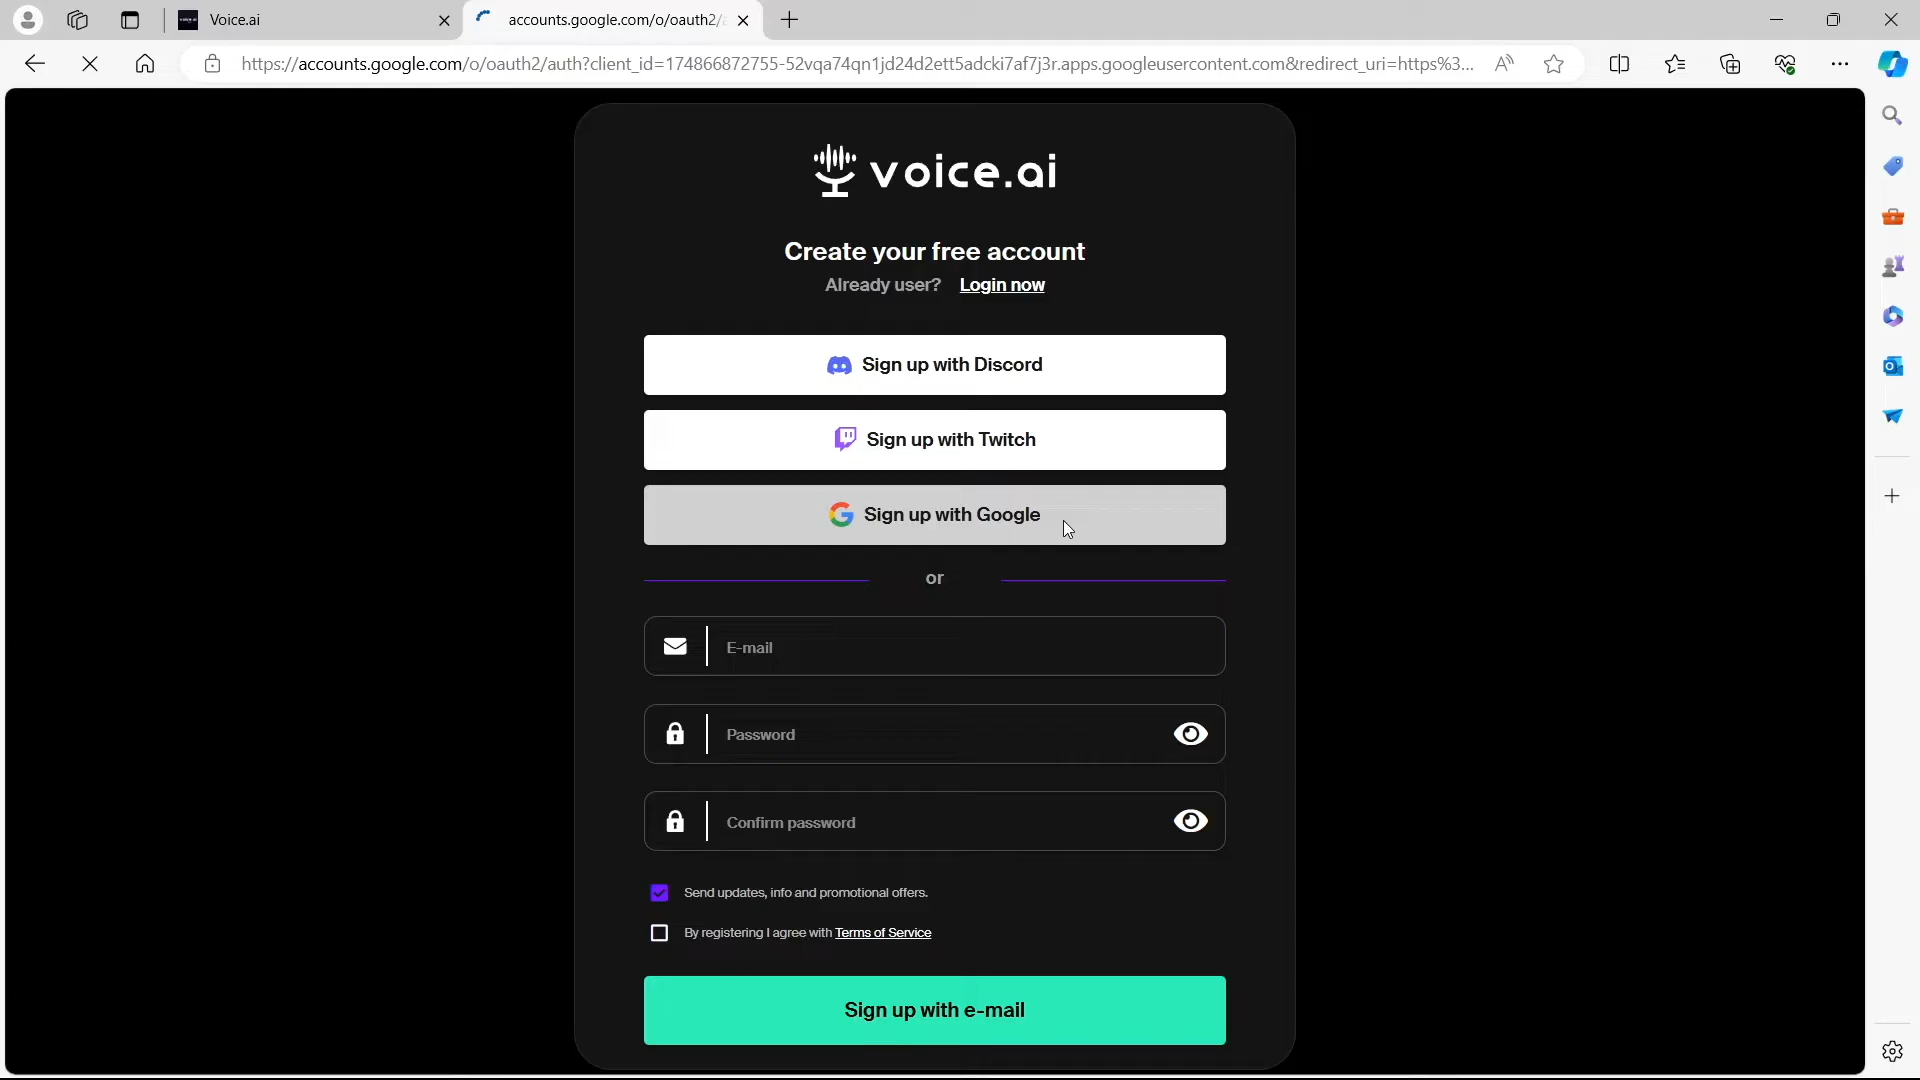 Voice.ai
accounts.google.com/o/oauth2/
https://accounts.google.com/o/oauth2/auth?client_id=174866872755-52vqa74qn1jd24d2ett5adcki7af7j3r.apps.googleusercontent.com&redirect_uri=https%3...
voice.ai
Create your free account
Already user? Login now
Sign up with Discord
Sign up with Twitch
Sign up with Google
or
E-mail
Password
Confirm password
Send updates, info and promotional offers.
By registering I agree with Terms of Service
Sign up with e-mail